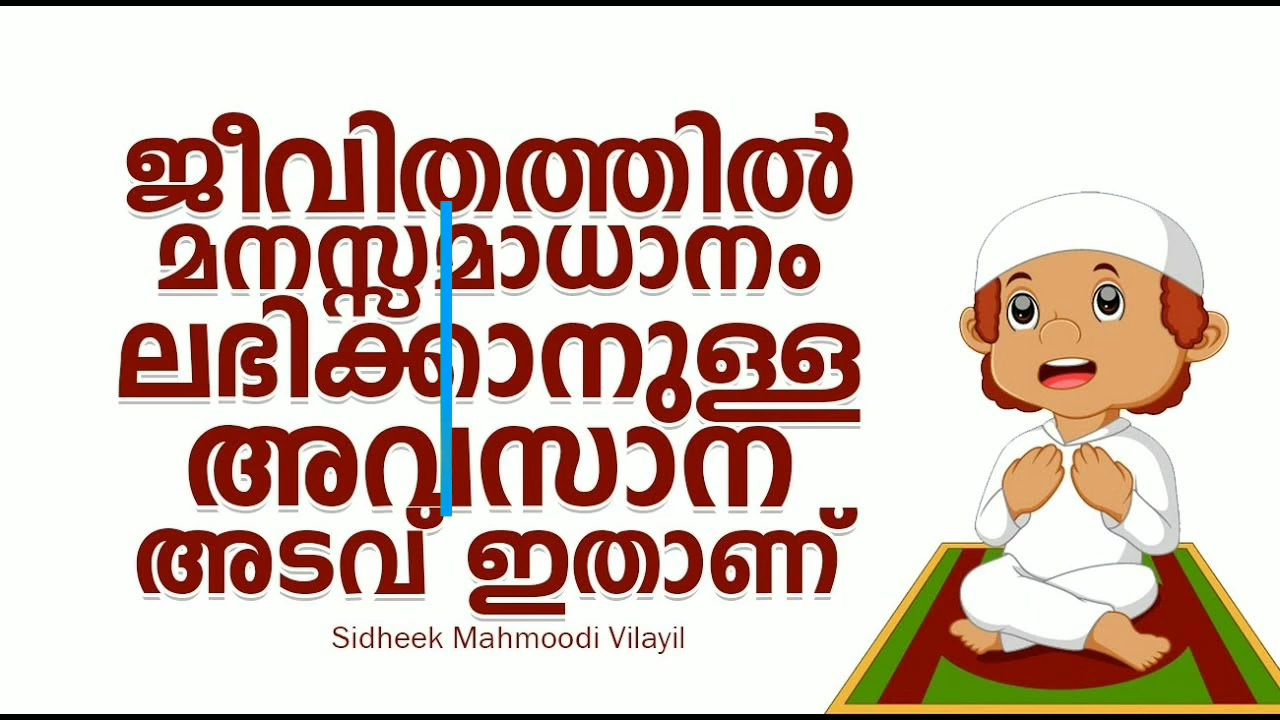 ജീവിതത്തിൽ
മനസ്സമാധാനം
ലഭിക്കാനുള്ള
അവസാന
അടവ് ഇതാണ്
Sidheek Mahmoodi Vilayil